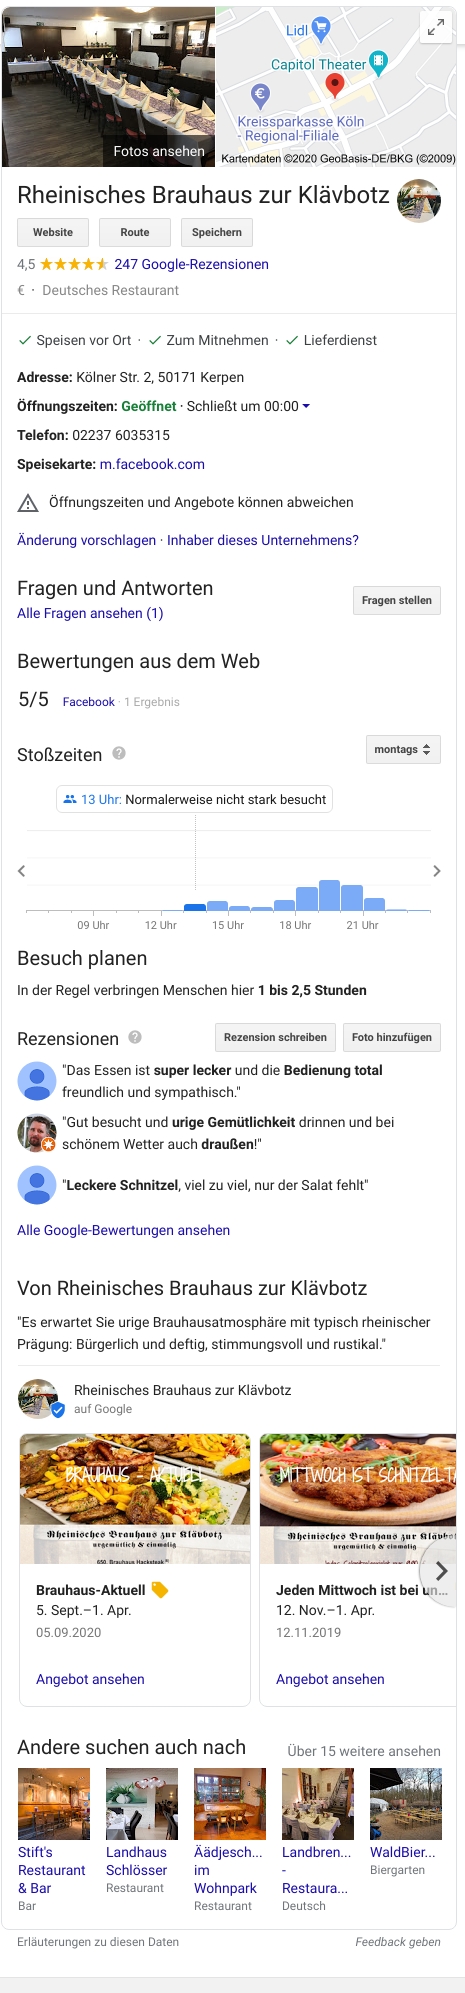 Lidl
Capitol Theater
Kreissparkasse Köln
- Regional-Filiale
Fotos ansehen
Kartendaten ©2020 GeoBasis-DE/BKG (©2009)
Rheinisches Brauhaus zur Klävbotz
Website Route Speichern
4,5 247 Google-Rezensionen
€ · Deutsches Restaurant
Speisen vor Ort · Zum Mitnehmen · Lieferdienst
Adresse: Kölner Str. 2, 50171 Kerpen
Öffnungszeiten: Geöffnet · Schließt um 00:00
Telefon: 02237 6035315
Speisekarte: m.facebook.com
Öffnungszeiten und Angebote können abweichen
Änderung vorschlagen · Inhaber dieses Unternehmens?
Fragen und Antworten
Alle Fragen ansehen (1)
Fragen stellen
Bewertungen aus dem Web
5/5 Facebook · 1 Ergebnis
Stoßzeiten ? montags
13 Uhr: Normalerweise nicht stark besucht
09 Uhr 12 Uhr 15 Uhr 18 Uhr 21 Uhr
Besuch planen
In der Regel verbringen Menschen hier 1 bis 2,5 Stunden
Rezensionen ? Rezension schreiben Foto hinzufügen
"Das Essen ist super lecker und die Bedienung total
freundlich und sympathisch."
"Gut besucht und urige Gemütlichkeit drinnen und bei
schönem Wetter auch draußen!"
"Leckere Schnitzel, viel zu viel, nur der Salat fehlt"
Alle Google-Bewertungen ansehen
Von Rheinisches Brauhaus zur Klävbotz
"Es erwartet Sie urige Brauhausatmosphäre mit typisch rheinischer
Prägung: Bürgerlich und deftig, stimmungsvoll und rustikal."
Rheinisches Brauhaus zur Klävbotz
auf Google
BRAUHAUS - AKTUELL
Rheinisches Brauhaus zur Klävbotz
urgemütlich & einmalig
650. Brauhaus Hacksteak
Brauhaus-Aktuell
5. Sept.–1. Apr.
05.09.2020
Angebot ansehen
MITTWOCH IST SCHNITZELTA
Rheinisches Brauhaus zur Kläv
urgemütlich & einmalig
Jeden Mittwoch ist bei un...
12. Nov.–1. Apr.
12.11.2019
Angebot ansehen
Andere suchen auch nach Über 15 weitere ansehen
Stift's
Restaurant
& Bar
Bar
Landhaus
Schlösser
Restaurant
Äädjesch...
im
Wohnpark
Restaurant
Landbren...
-
Restaura...
Deutsch
WaldBier...
Biergarten
Erläuterungen zu diesen Daten Feedback geben